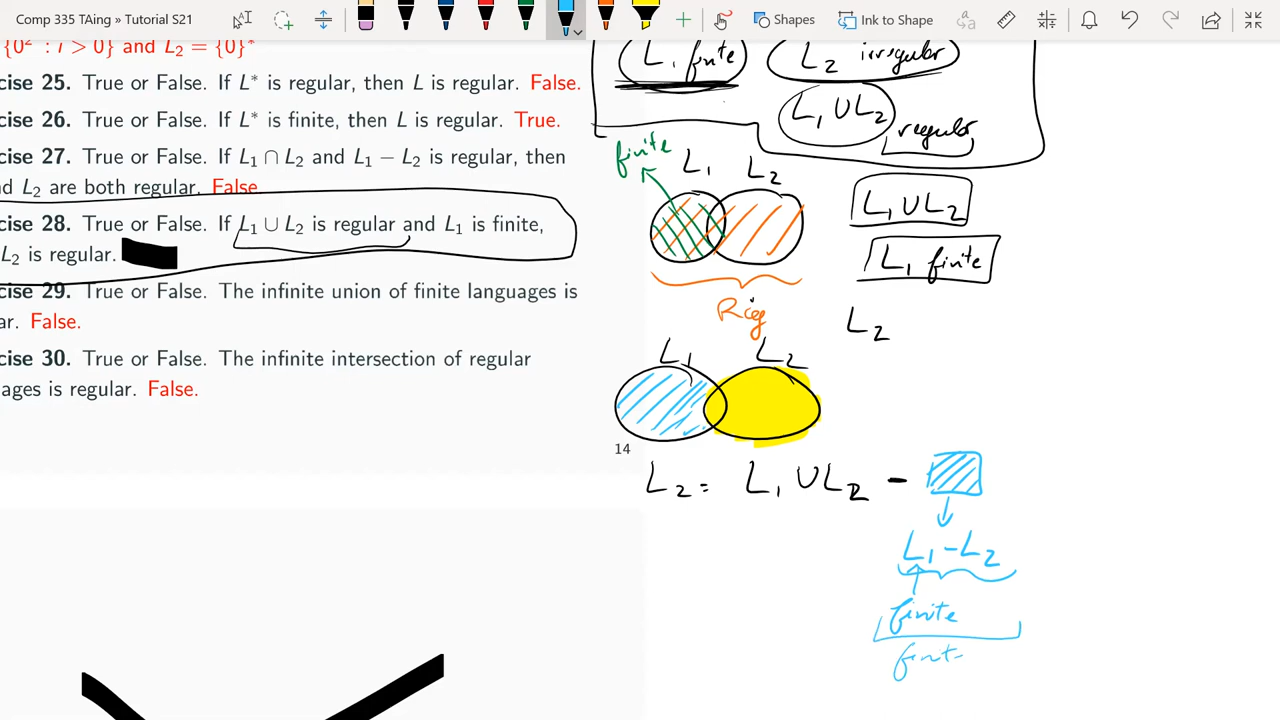 Comp 335 TAing » Tutorial S21
Shapes
Ink to Shape
{0² : i > 0} and L₂ = {0}*
cise 25. True or False. If L* is regular, then L is regular. False.
cise 26. True or False. If L* is finite, then L is regular. True.
cise 27. True or False. If L₁ ∩ L₂ and L₁ − L₂ is regular, then
nd L₂ are both regular. False
cise 28. True or False. If L₁ ∪ L₂ is regular and L₁ is finite,
L₂ is regular.
cise 29. True or False. The infinite union of finite languages is
ar. False.
cise 30. True or False. The infinite intersection of regular
ages is regular. False.
14
L₁ finite
L₂ irregular
L₁ ∪ L₂
regular
finite
L₁ L₂
L₁ ∪ L₂
L₁ finite
Reg
L₂
L₁ L₂
L₂ = L₁ ∪ L₂ −
L₁ − L₂
finite
finit